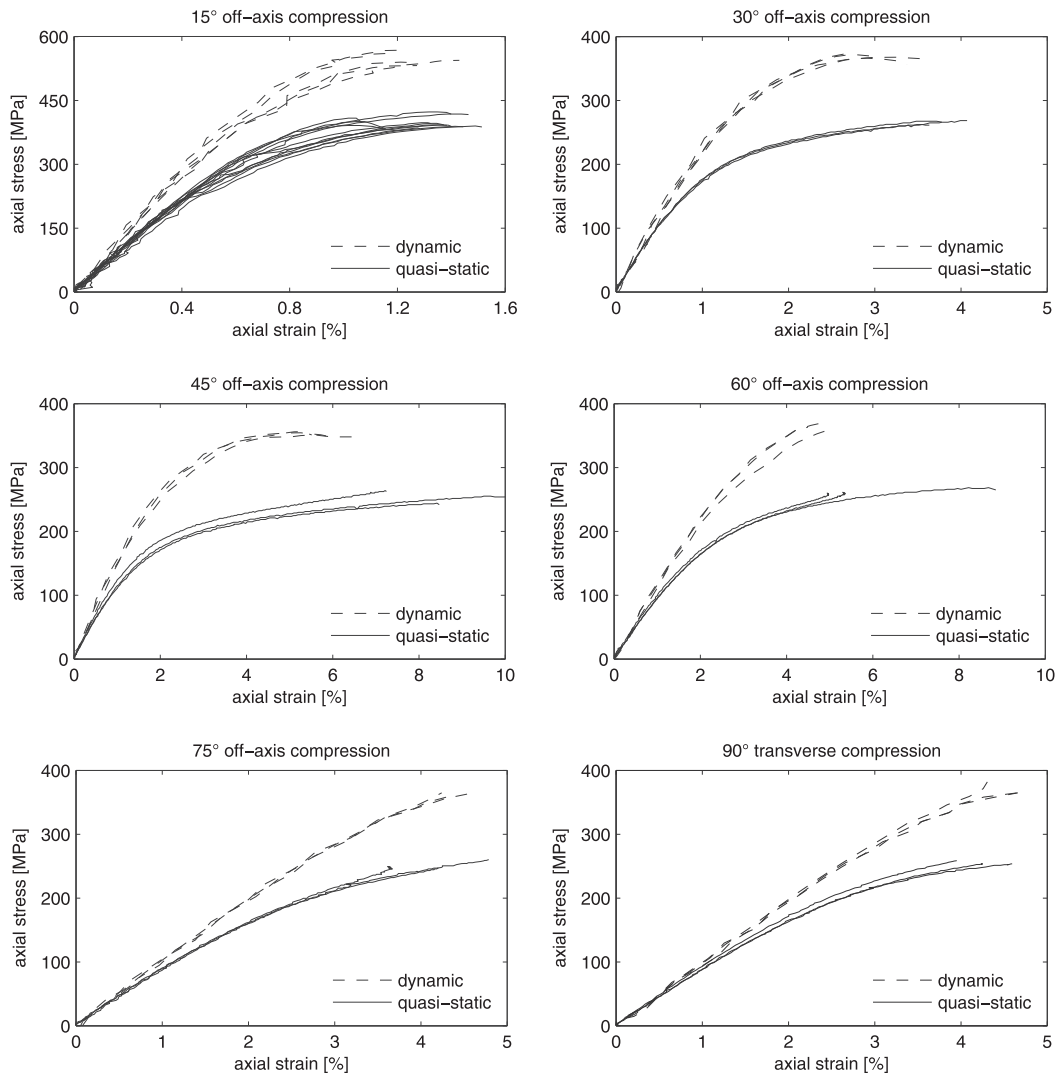 15° off−axis compression
600
450
300
150
0
axial stress [MPa]
dynamic
quasi−static
0 0.4 0.8 1.2 1.6
axial strain [%]
30° off−axis compression
400
300
200
100
0
axial stress [MPa]
dynamic
quasi−static
0 1 2 3 4 5
axial strain [%]
45° off−axis compression
400
300
200
100
0
axial stress [MPa]
dynamic
quasi−static
0 2 4 6 8 10
axial strain [%]
60° off−axis compression
400
300
200
100
0
axial stress [MPa]
dynamic
quasi−static
0 2 4 6 8 10
axial strain [%]
75° off−axis compression
400
300
200
100
0
axial stress [MPa]
dynamic
quasi−static
0 1 2 3 4 5
axial strain [%]
90° transverse compression
400
300
200
100
0
axial stress [MPa]
dynamic
quasi−static
0 1 2 3 4 5
axial strain [%]